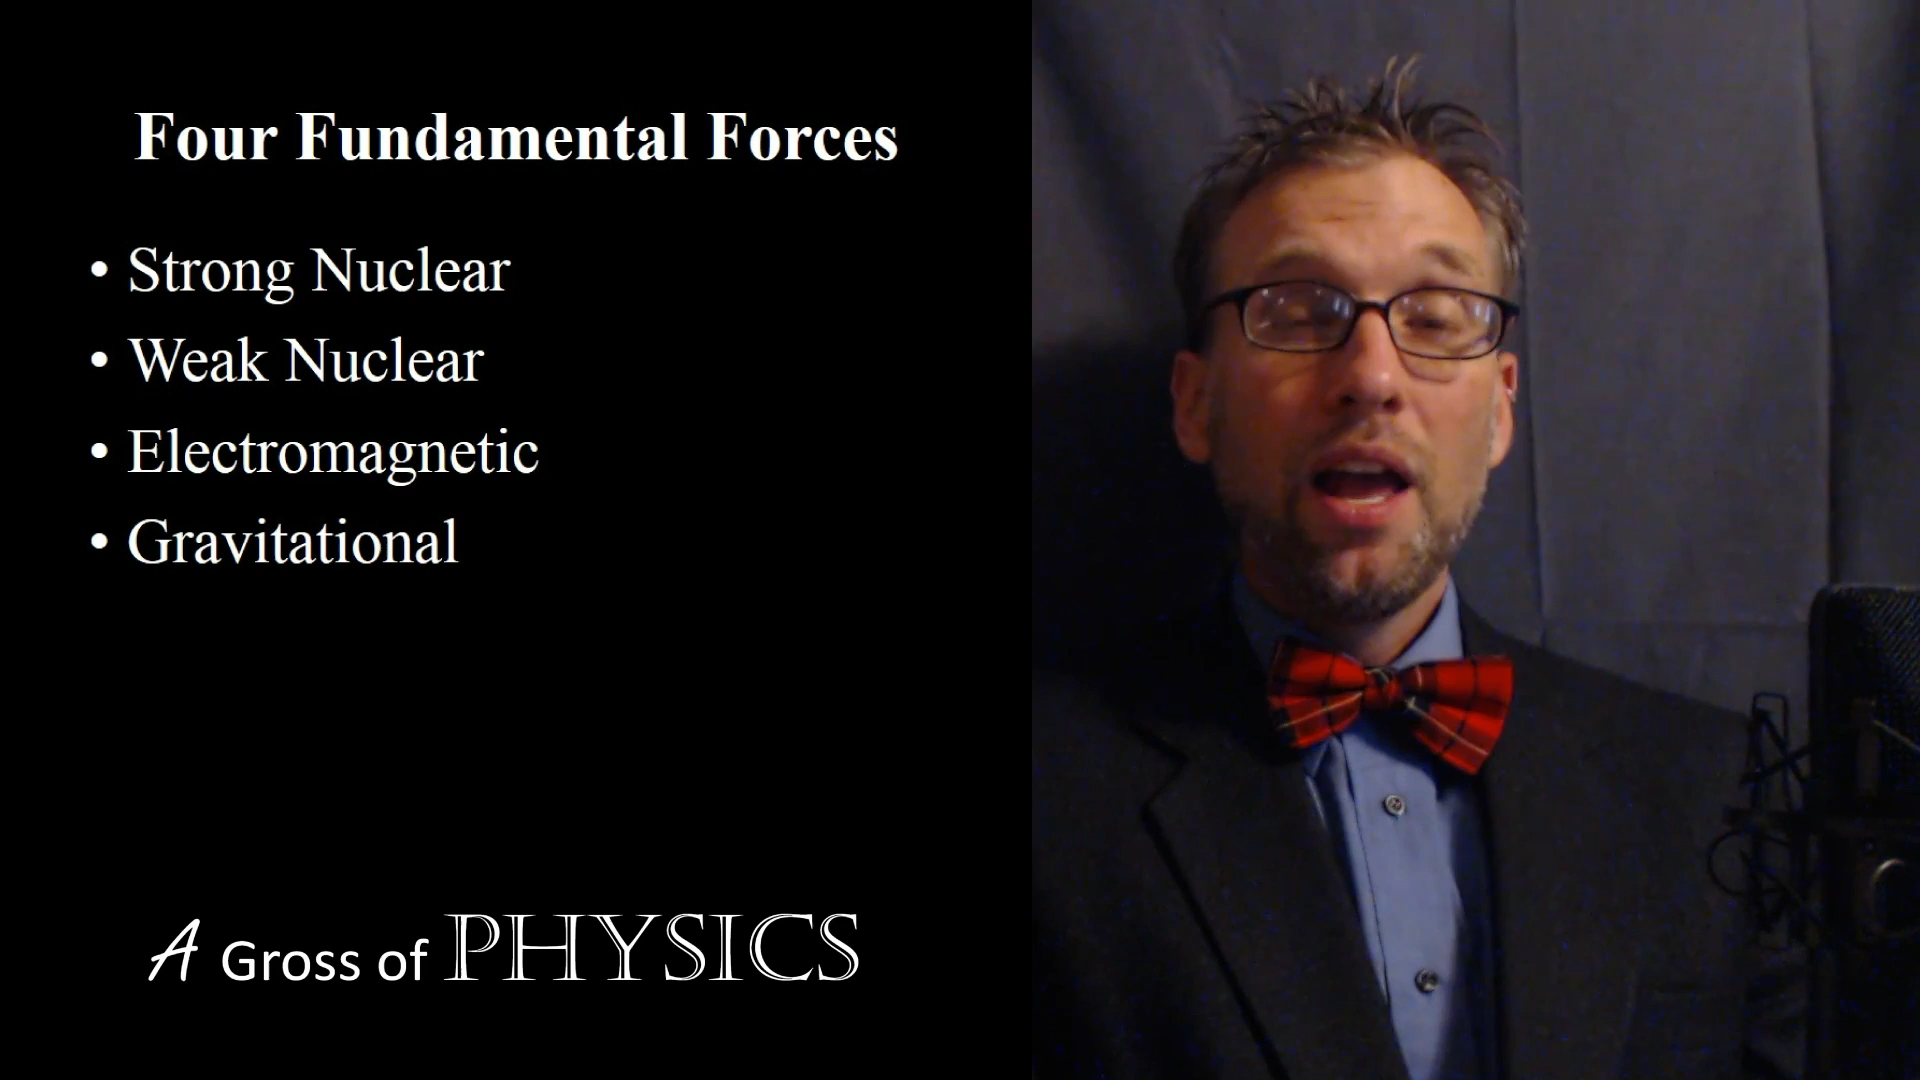 Four Fundamental Forces
• Strong Nuclear
• Weak Nuclear
• Electromagnetic
• Gravitational
A Gross of PHYSICS